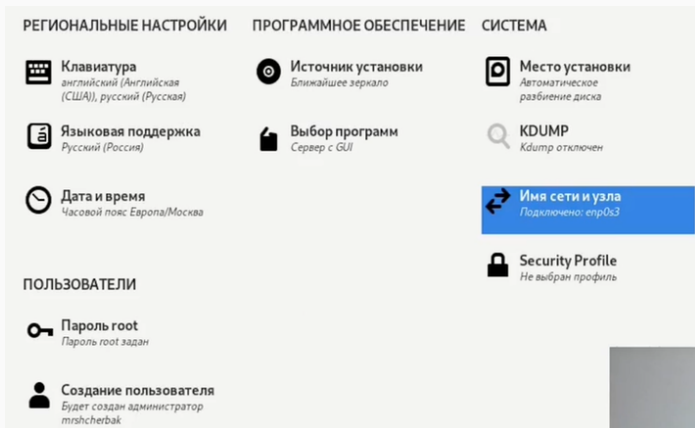 РЕГИОНАЛЬНЫЕ НАСТРОЙКИ
Клавиатура
английский (Английская
(США)), русский (Русская)
Языковая поддержка
Русский (Россия)
Дата и время
Часовой пояс Европа/Москва
ПОЛЬЗОВАТЕЛИ
Пароль root
Пароль root задан
Создание пользователя
Будет создан администратор
mrshcherbak
ПРОГРАММНОЕ ОБЕСПЕЧЕНИЕ
Источник установки
Ближайшее зеркало
Выбор программ
Сервер с GUI
СИСТЕМА
Место установки
Автоматическое
разбиение диска
KDUMP
Kdump отключен
Имя сети и узла
Подключено: enp0s3
Security Profile
Не выбран профиль